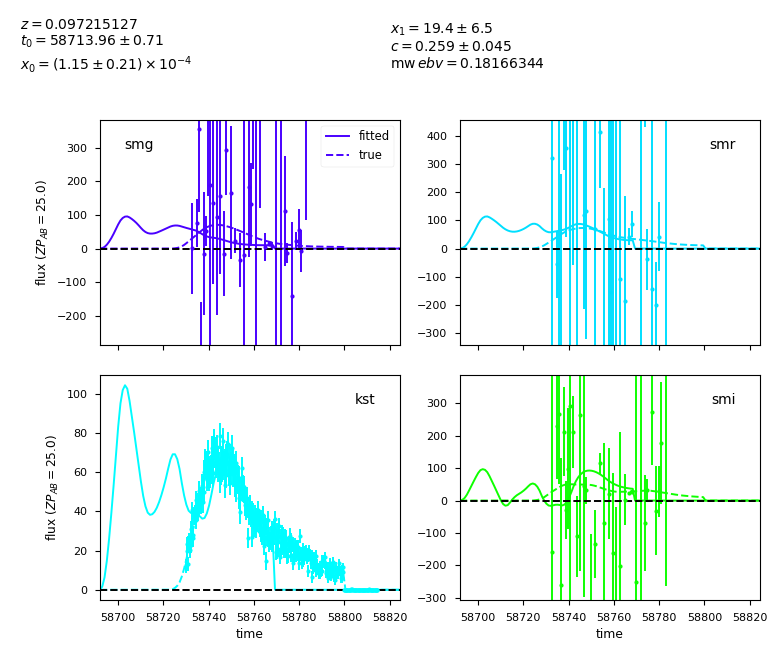 z = 0.097215127
t₀ = 58713.96 ± 0.71
x₀ = (1.15 ± 0.21) × 10⁻⁴
x₁ = 19.4 ± 6.5
c = 0.259 ± 0.045
mw ebv = 0.18166344
smg
fitted
true
300
200
100
0
−100
−200
flux (ZP_AB = 25.0)
smr
400
300
200
100
0
−100
−200
−300
kst
100
80
60
40
20
0
flux (ZP_AB = 25.0)
58700 58720 58740 58760 58780 58800 58820
time
smi
300
200
100
0
−100
−200
−300
58700 58720 58740 58760 58780 58800 58820
time